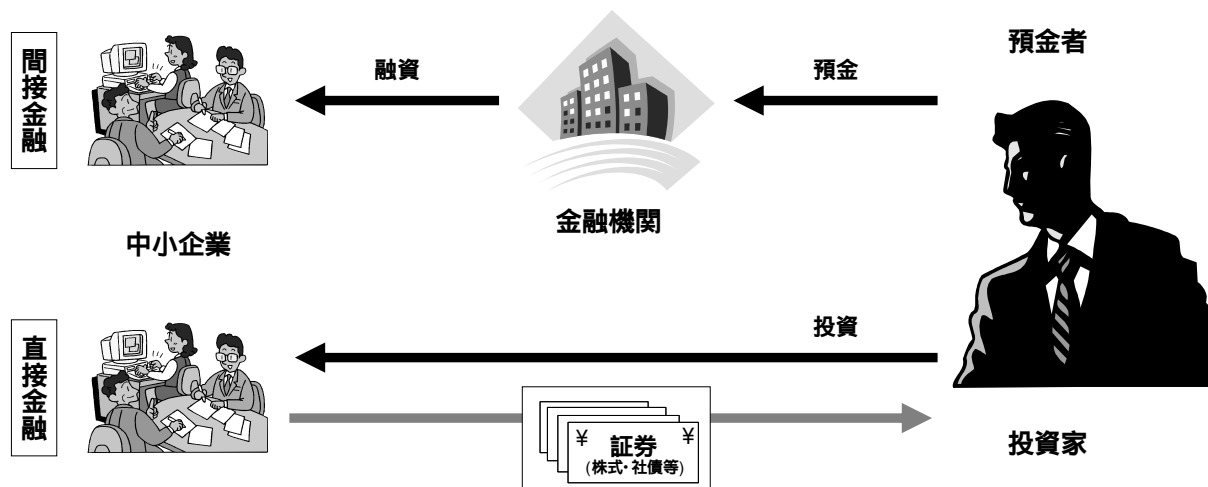 間接金融
融資
預金
預金者
金融機関
中小企業
直接金融
投資
¥ 証券 ¥
(株式・社債等)
投資家